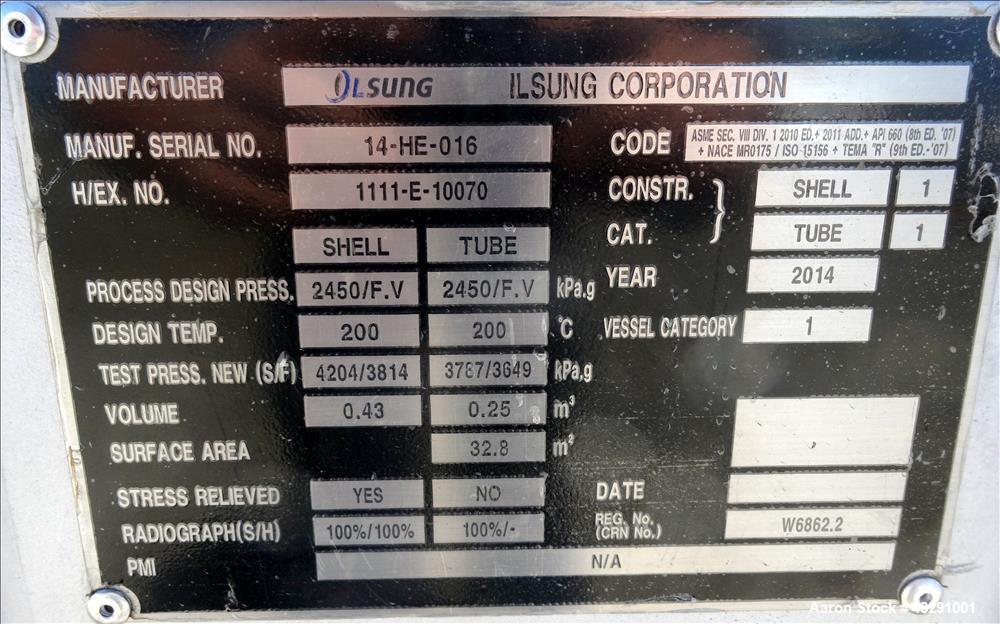 MANUFACTURER ILSUNG ILSUNG CORPORATION
MANUF. SERIAL NO. 14-HE-016
CODE ASME SEC. VIII DIV. 1 2010 ED.+ 2011 ADD.+ API 660 (8th ED. '07)
+ NACE MR0175 / ISO 15156 + TEMA "R" (9th ED.-'07)
H/EX. NO. 1111-E-10070
CONSTR. SHELL 1
CAT. TUBE 1
SHELL TUBE
YEAR 2014
PROCESS DESIGN PRESS. 2450/F.V 2450/F.V kPa.g
DESIGN TEMP. 200 200 °C
VESSEL CATEGORY 1
TEST PRESS. NEW (S/F) 4204/3814 3787/3649 kPa.g
VOLUME 0.43 0.25 m³
SURFACE AREA 32.8 m²
STRESS RELIEVED YES NO
DATE
RADIOGRAPH(S/H) 100%/100% 100%/-
REG. No.
(CRN No.) W6862.2
PMI N/A
Aaron Stock # 48291001